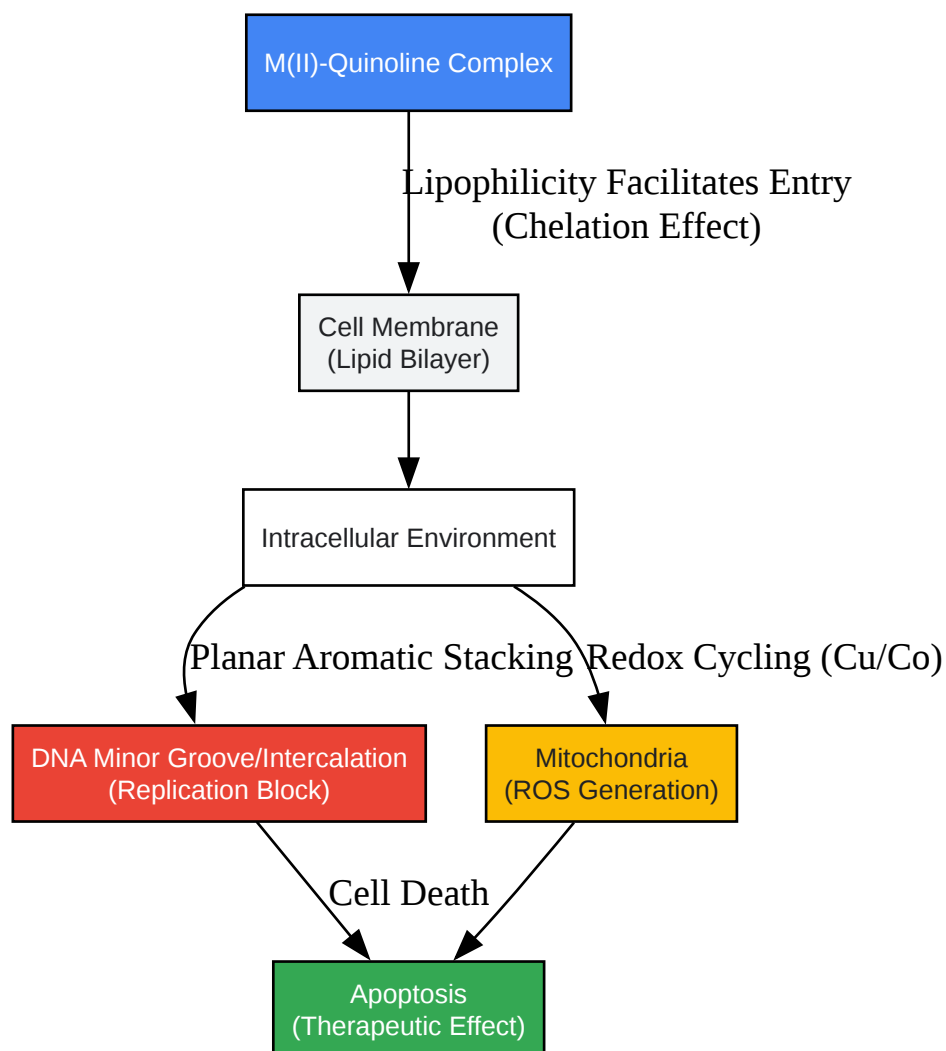 M(II)-Quinoline Complex
Lipophilicity Facilitates Entry
(Chelation Effect)
Cell Membrane
(Lipid Bilayer)
Intracellular Environment
Planar Aromatic Stacking
Redox Cycling (Cu/Co)
DNA Minor Groove/Intercalation
(Replication Block)
Mitochondria
(ROS Generation)
Cell Death
Apoptosis
(Therapeutic Effect)